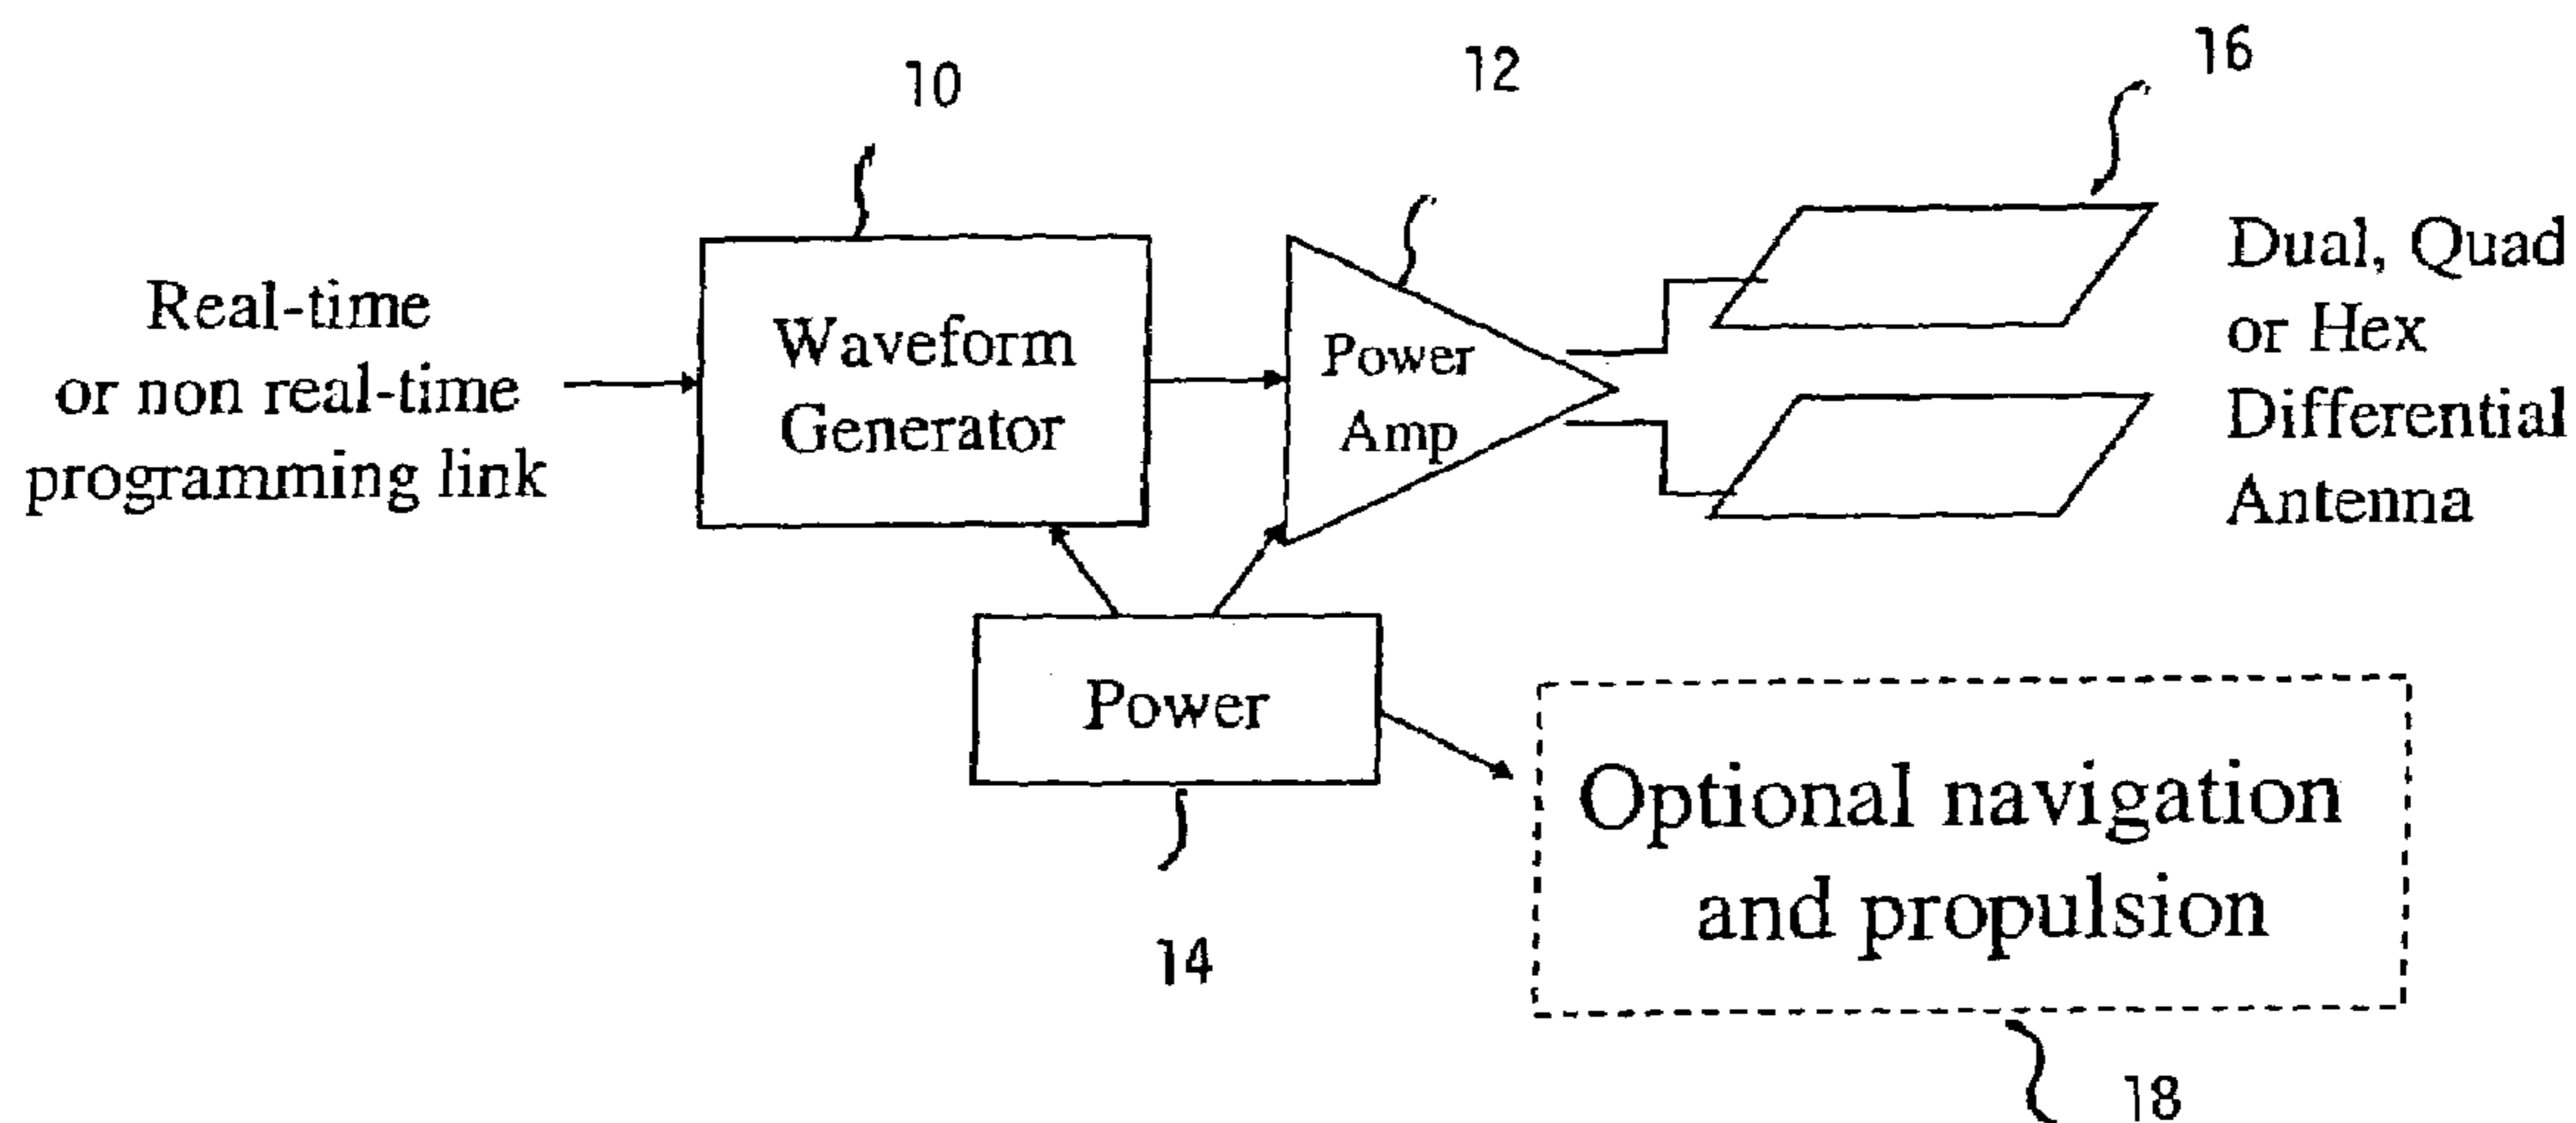 10
12
16
Real-time
or non real-time
programming link
Waveform
Generator
Power
Amp
Dual, Quad
or Hex
Differential
Antenna
Power
14
Optional navigation
and propulsion
18